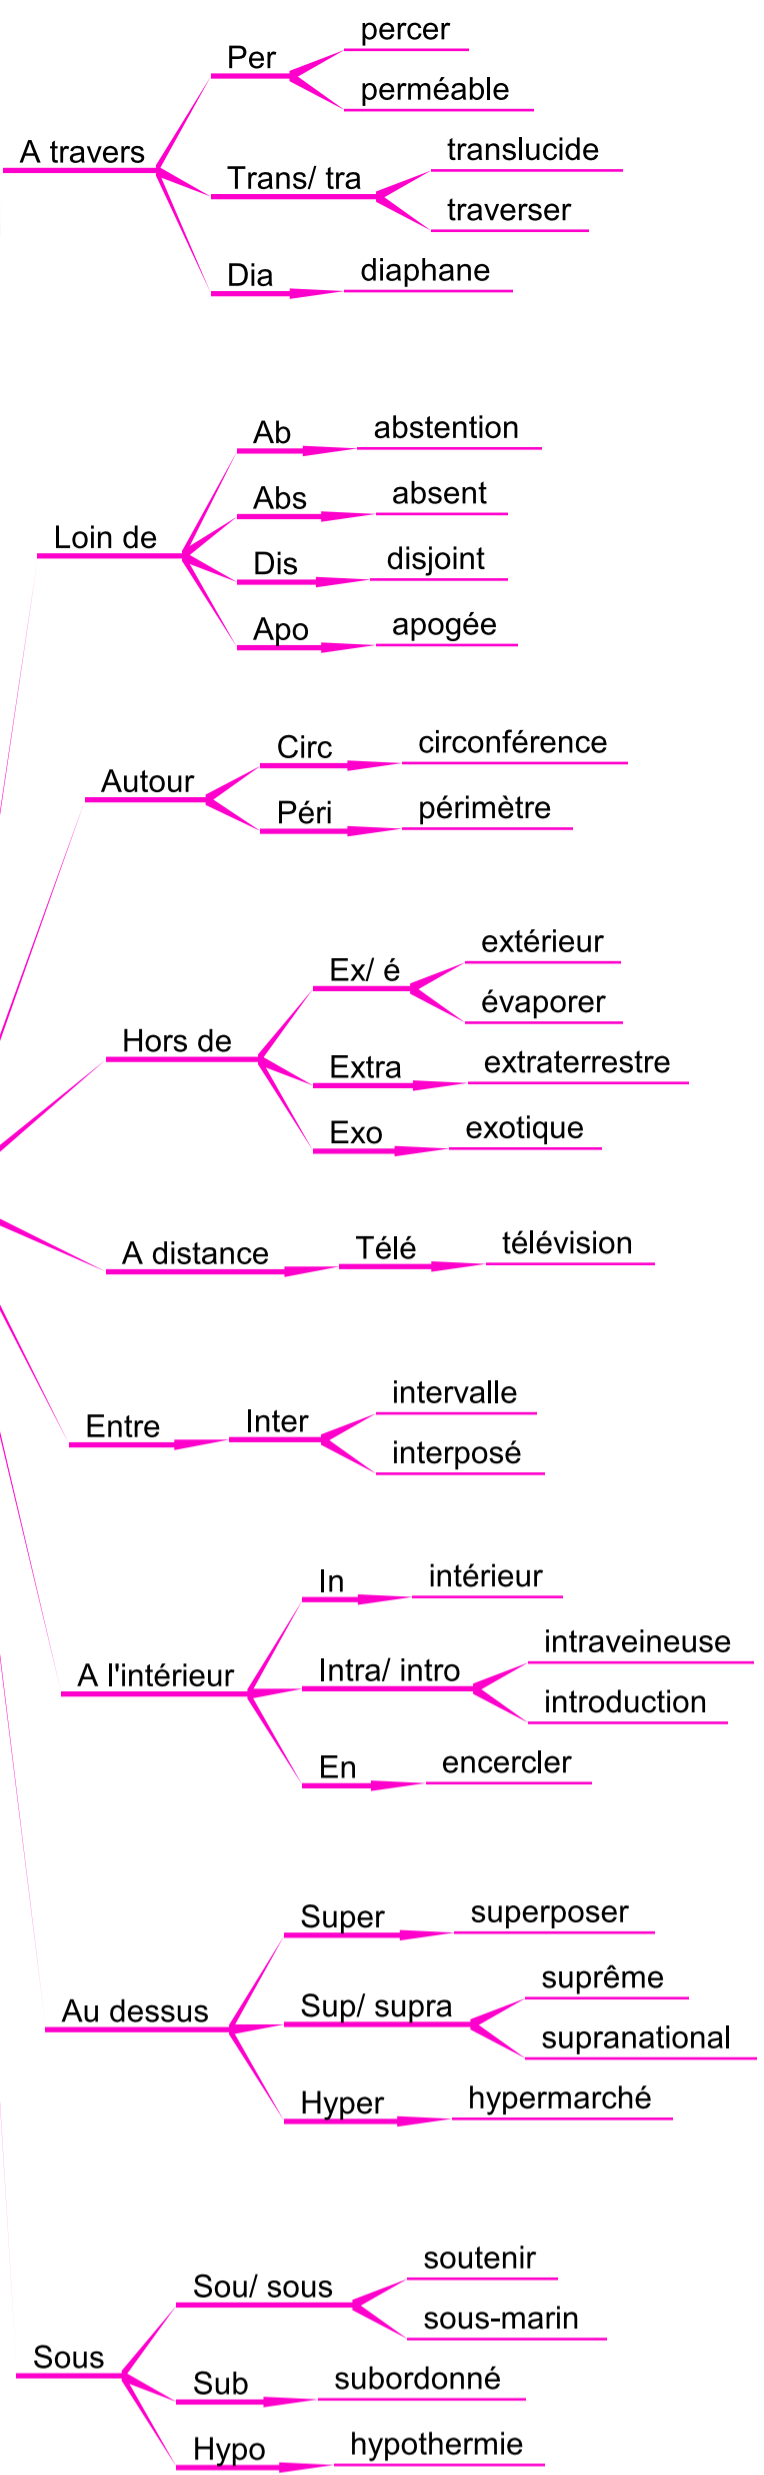 A travers
Per
percer
perméable
Trans/ tra
translucide
traverser
Dia
diaphane
Loin de
Ab
abstention
Abs
absent
Dis
disjoint
Apo
apogée
Autour
Circ
circonférence
Péri
périmètre
Hors de
Ex/ é
extérieur
évaporer
Extra
extraterrestre
Exo
exotique
A distance
Télé
télévision
Entre
Inter
intervalle
interposé
A l'intérieur
In
intérieur
Intra/ intro
intraveineuse
introduction
En
encercler
Au dessus
Super
superposer
Sup/ supra
suprême
supranational
Hyper
hypermarché
Sous
Sou/ sous
soutenir
sous-marin
Sub
subordonné
Hypo
hypothermie